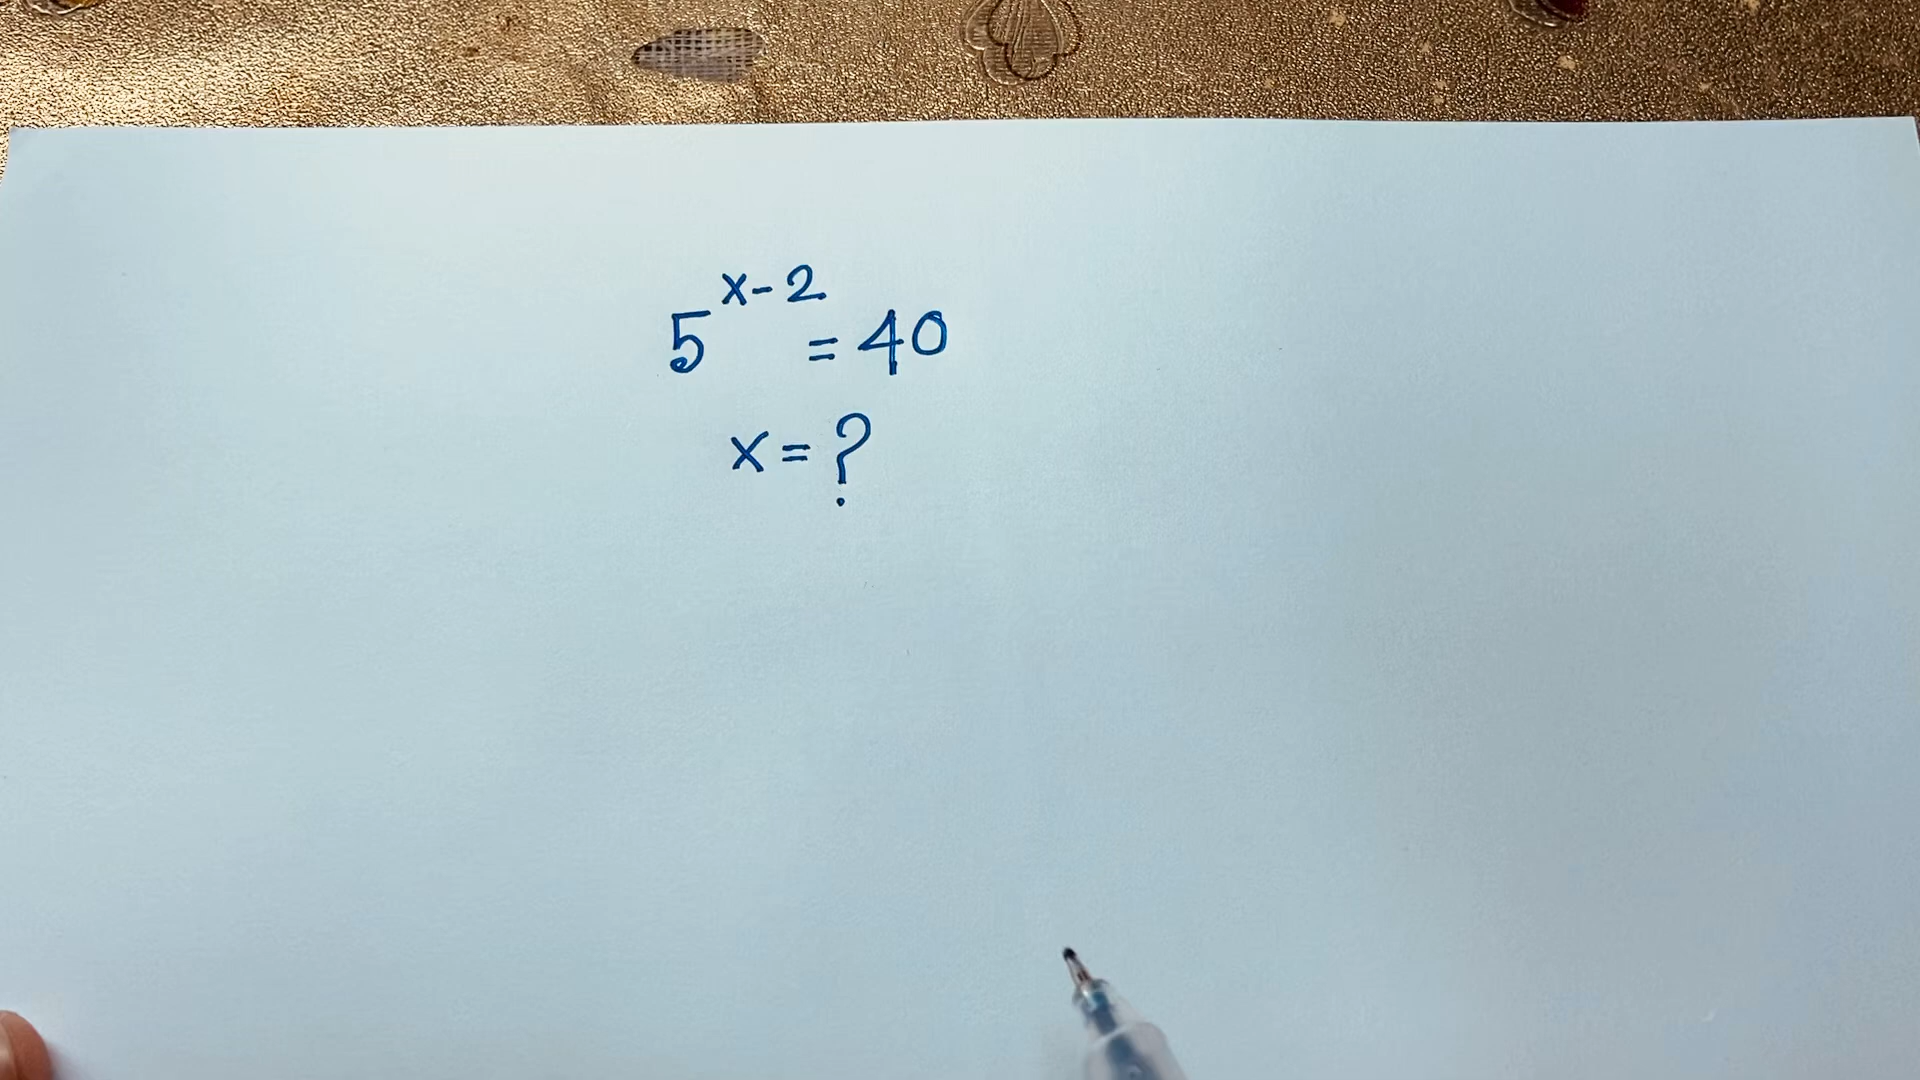 5^{x-2} = 40
x = ?